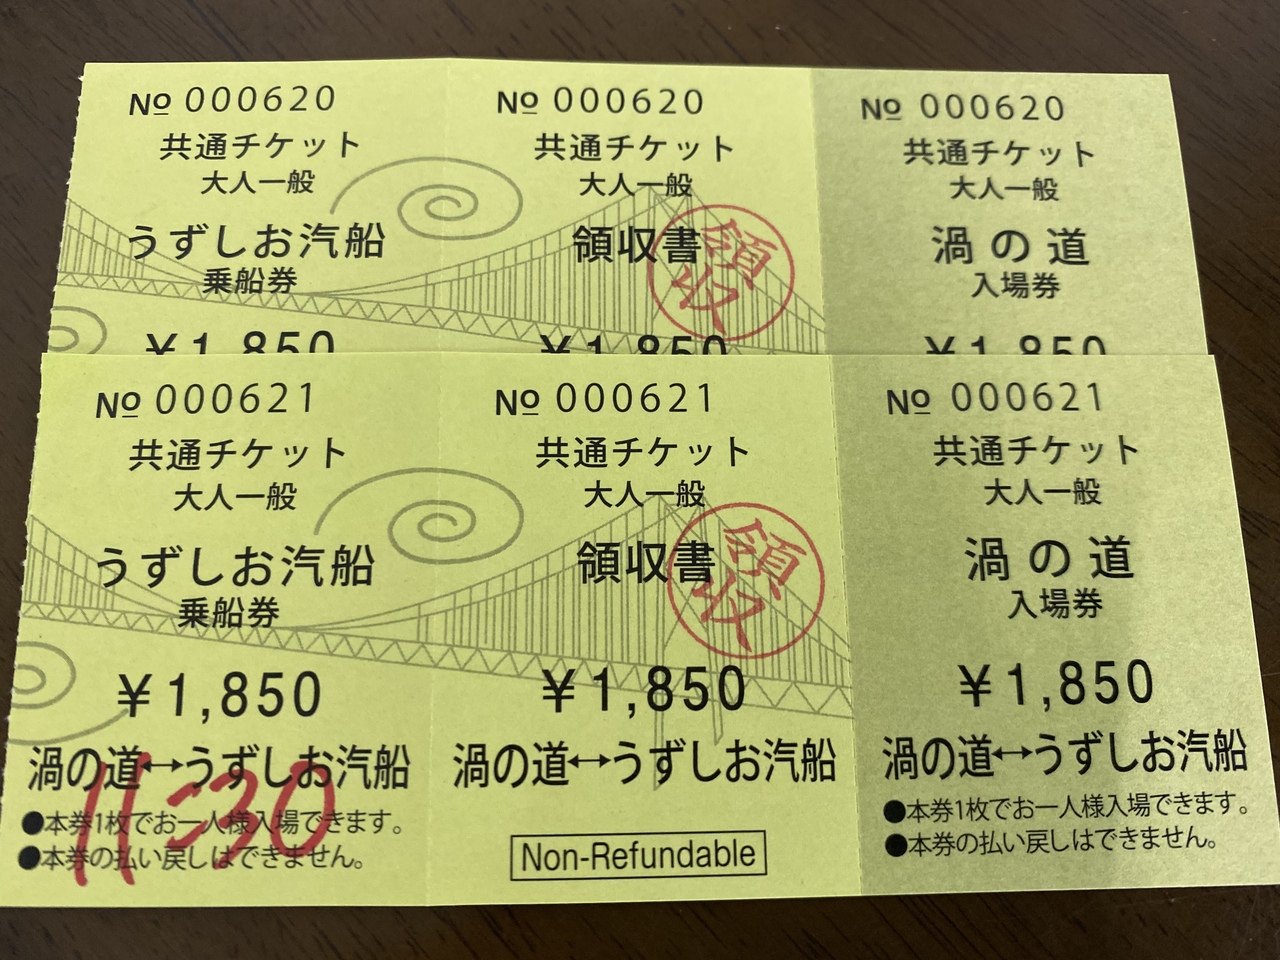 No 000620
共通チケット
大人一般
うずしお汽船
乗船券
¥1,850
No 000620
共通チケット
大人一般
領収書
領収
¥1,850
No 000620
共通チケット
大人一般
渦の道
入場券
¥1,850
No 000621
共通チケット
大人一般
うずしお汽船
乗船券
¥1,850
渦の道↔うずしお汽船
11:30
●本券1枚でお一人様入場できます。
●本券の払い戻しはできません。
No 000621
共通チケット
大人一般
領収書
領収
¥1,850
渦の道↔うずしお汽船
Non-Refundable
No 000621
共通チケット
大人一般
渦の道
入場券
¥1,850
渦の道↔うずしお汽船
●本券1枚でお一人様入場できます。
●本券の払い戻しはできません。